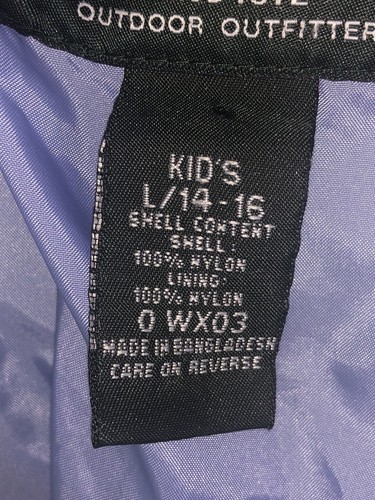 OUTDOOR OUTFITTER
KID'S
L/14-16
SHELL CONTENT
SHELL:
100% NYLON
LINING:
100% NYLON
0 WX03
MADE IN BANGLADESH
CARE ON REVERSE